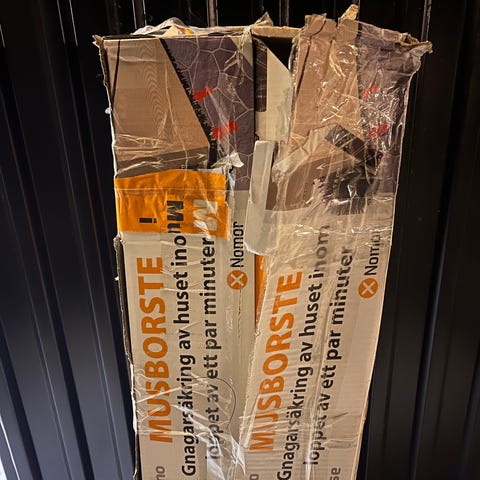 MUSBORSTE
Gnagarsäkring av huset inom
loppet av ett par minuter
Nomor
MUSBORSTE
Gnagarsäkring av huset inom
loppet av ett par minuter
Nomor